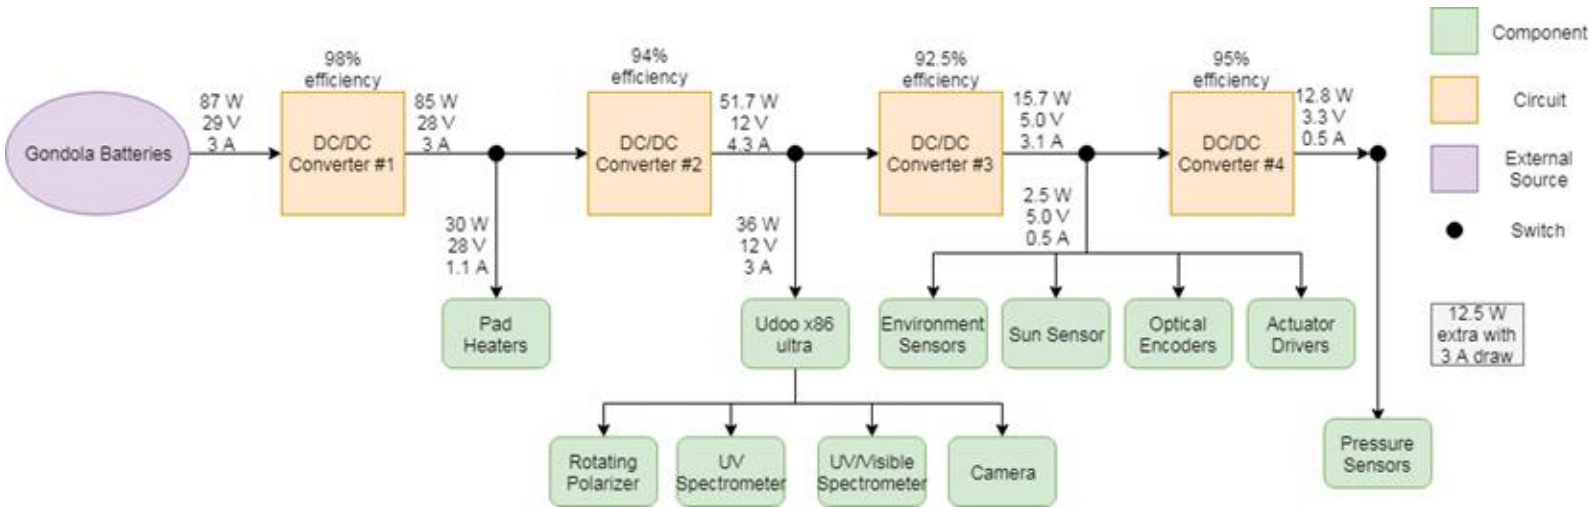 98%
efficiency
94%
efficiency
92.5%
efficiency
95%
efficiency
Gondola Batteries
87 W
29 V
3 A
DC/DC
Converter #1
85 W
28 V
3 A
DC/DC
Converter #2
51.7 W
12 V
4.3 A
DC/DC
Converter #3
15.7 W
5.0 V
3.1 A
DC/DC
Converter #4
12.8 W
3.3 V
0.5 A
30 W
28 V
1.1 A
36 W
12 V
3 A
2.5 W
5.0 V
0.5 A
Pad
Heaters
Udoo x86
ultra
Environment
Sensors
Sun Sensor
Optical
Encoders
Actuator
Drivers
Rotating
Polarizer
UV
Spectrometer
UV/Visible
Spectrometer
Camera
Pressure
Sensors
Component
Circuit
External
Source
Switch
12.5 W
extra with
3 A draw